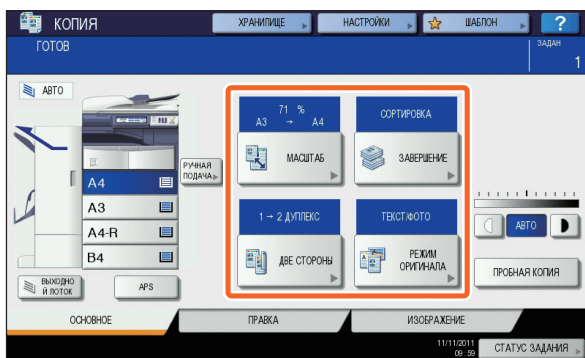 КОПИЯ
ХРАНИЛИЩЕ
НАСТРОЙКИ
ШАБЛОН
?
ГОТОВ
ЗАДАН
1
АВТО
71 %
A3 → A4
СОРТИРОВКА
МАСШТАБ
ЗАВЕРШЕНИЕ
РУЧНАЯ
ПОДАЧА
A4
A3
A4-R
B4
1 → 2 ДУПЛЕКС
ТЕКСТ/ФОТО
ДВЕ СТОРОНЫ
РЕЖИМ
ОРИГИНАЛА
АВТО
ПРОБНАЯ КОПИЯ
ВЫХОДНО
Й ЛОТОК
APS
ОСНОВНОЕ
ПРАВКА
ИЗОБРАЖЕНИЕ
11/11/2011
09:59
СТАТУС ЗАДАНИЯ